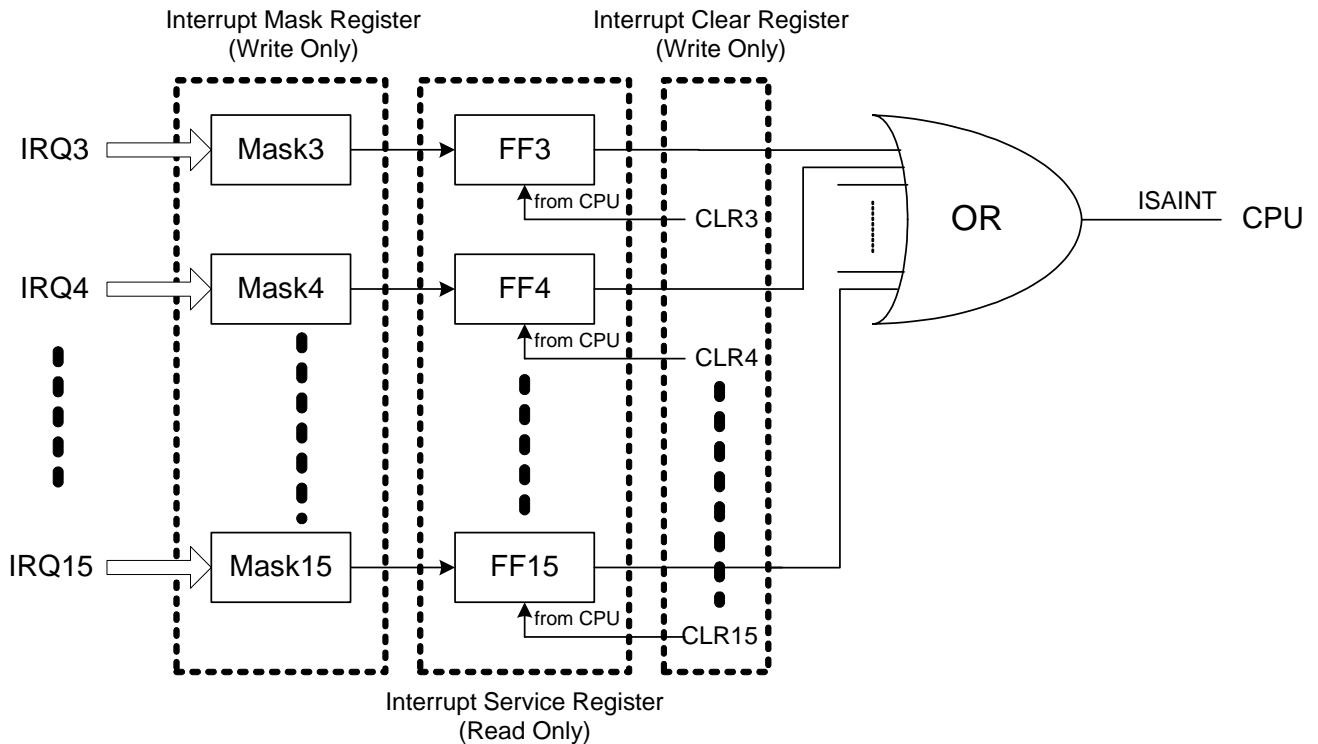 Interrupt Mask Register
(Write Only)
Interrupt Clear Register
(Write Only)
IRQ3
Mask3
FF3
from CPU
CLR3
OR
ISAINT
CPU
IRQ4
Mask4
FF4
from CPU
CLR4
IRQ15
Mask15
FF15
from CPU
CLR15
Interrupt Service Register
(Read Only)